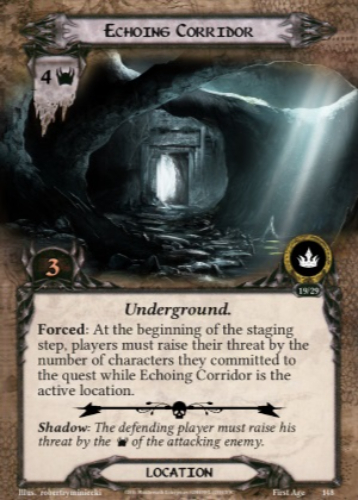 Echoing Corridor
4
3
19/29
Underground.
Forced: At the beginning of the staging
step, players must raise their threat by the
number of characters they committed to
the quest while Echoing Corridor is the
active location.
Shadow: The defending player must raise his
threat by the of the attacking enemy.
LOCATION
Illus.
First Age
168